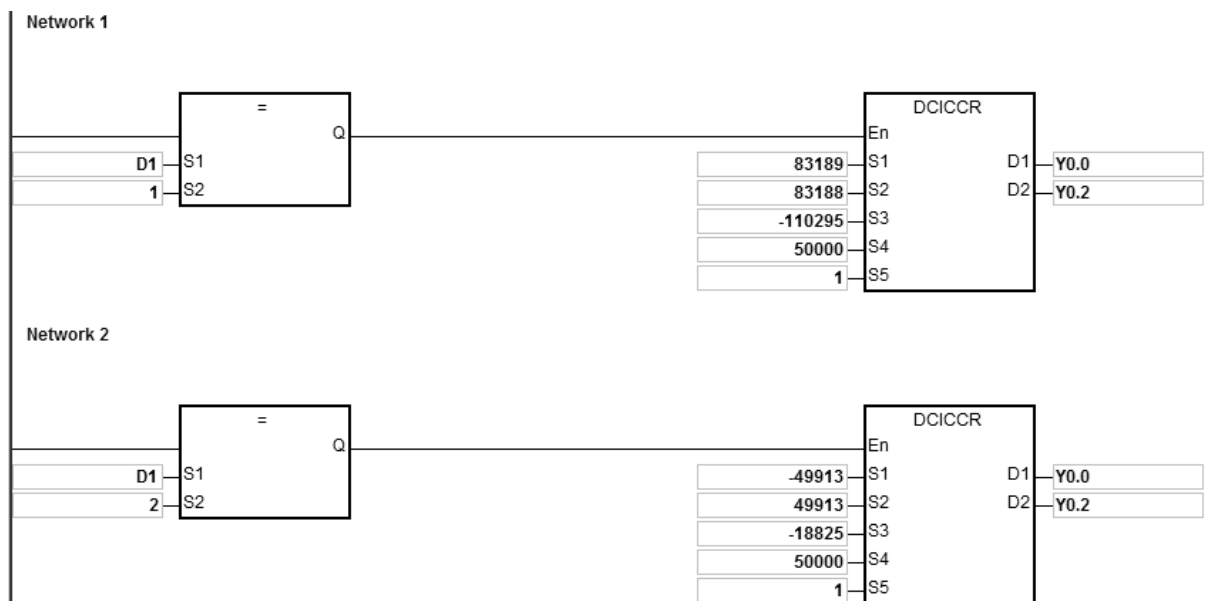 Network 1
= DCICCR
Q En
D1 S1 83189 S1 D1 Y0.0
1 S2 83188 S2 D2 Y0.2
-110295 S3
50000 S4
1 S5
Network 2
= DCICCR
Q En
D1 S1 -49913 S1 D1 Y0.0
2 S2 49913 S2 D2 Y0.2
-18825 S3
50000 S4
1 S5